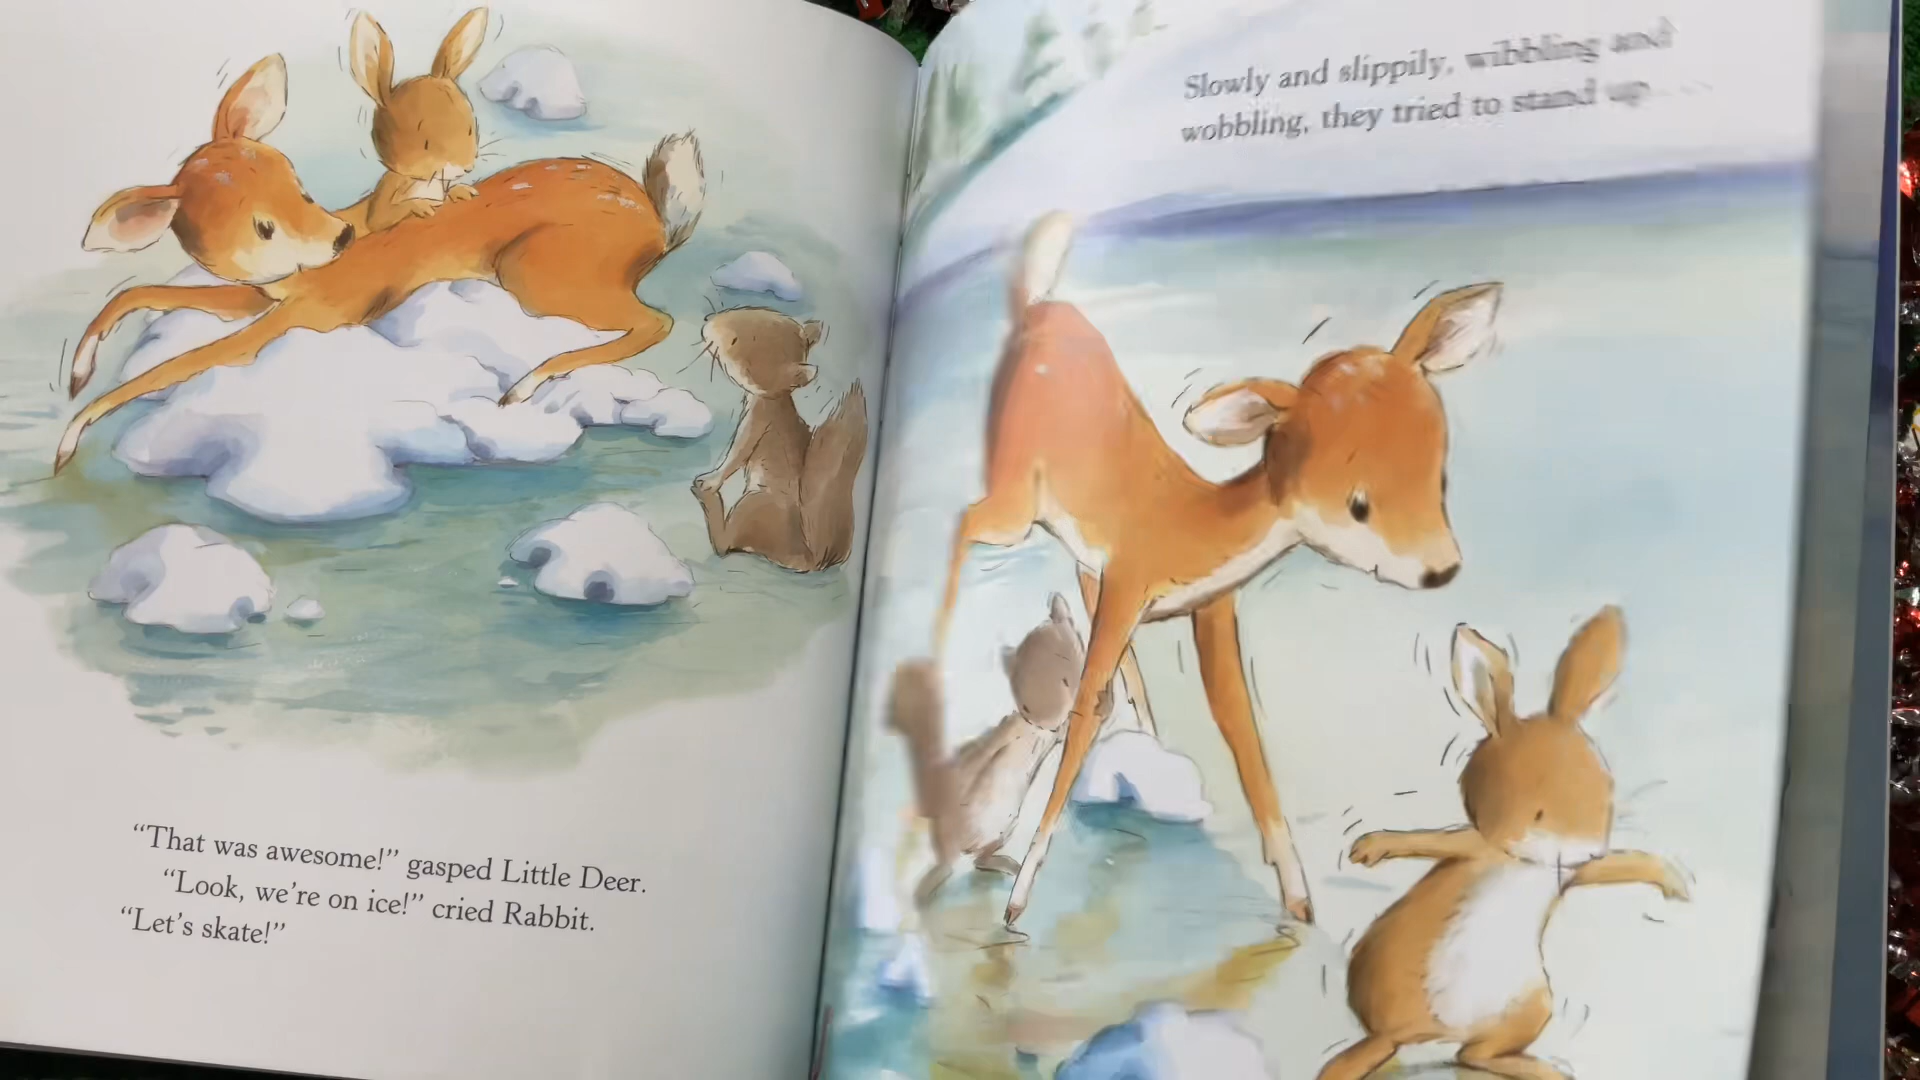 “That was awesome!” gasped Little Deer.
“Look, we’re on ice!” cried Rabbit.
“Let’s skate!”
Slowly and slippily, wibbling and
wobbling, they tried to stand up